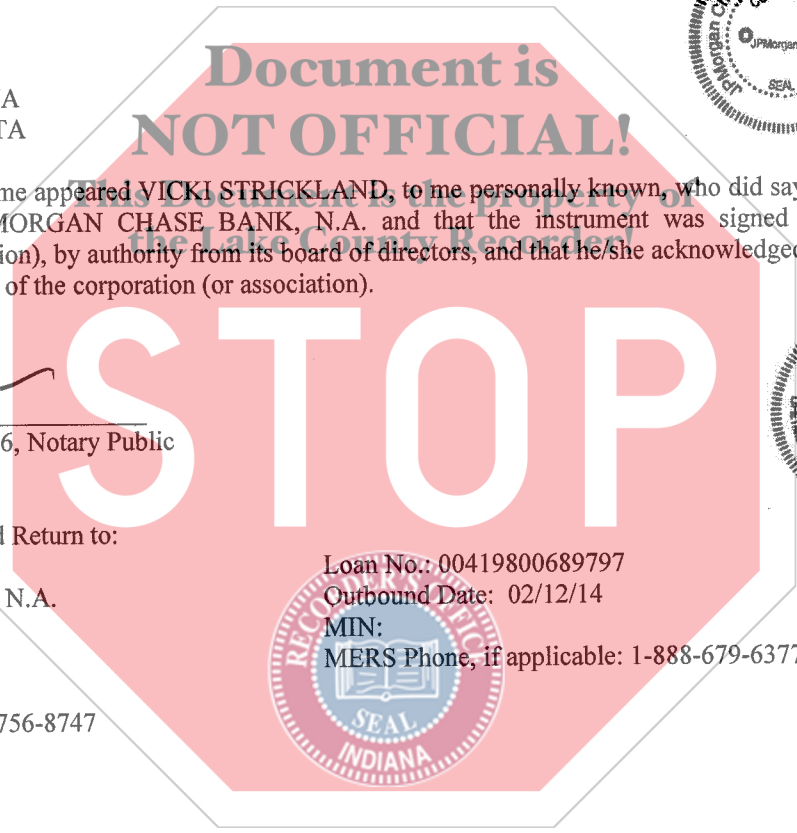 Document is
NOT OFFICIAL!
This Document is the property of
the Lake County Recorder!
JPMorgan
SEAL
A
TA
me appeared VICKI STRICKLAND, to me personally known, who did say
MORGAN CHASE BANK, N.A. and that the instrument was signed
ion), by authority from its board of directors, and that he/she acknowledged
of the corporation (or association).
STOP
6, Notary Public
Return to:
N.A.
756-8747
Loan No.: 00419800689797
Outbound Date: 02/12/14
MIN:
MERS Phone, if applicable: 1-888-679-6377
RECORDER'S OFFICE
SEAL
INDIANA